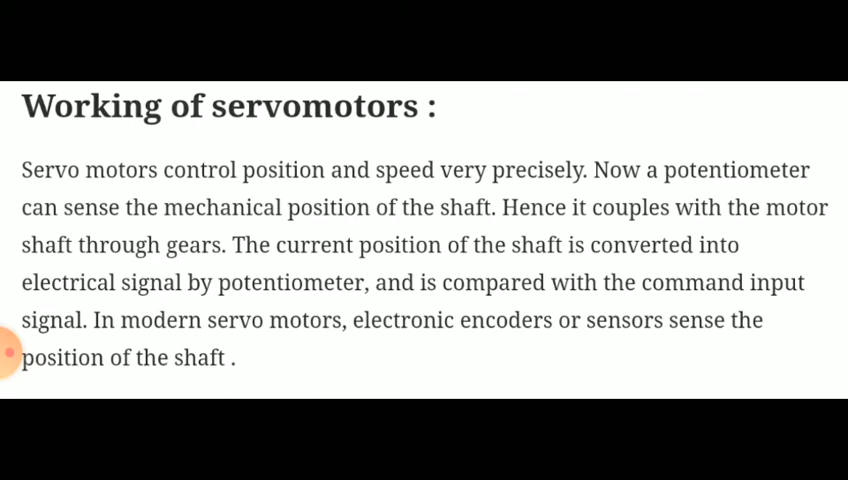 Working of servomotors :
Servo motors control position and speed very precisely. Now a potentiometer
can sense the mechanical position of the shaft. Hence it couples with the motor
shaft through gears. The current position of the shaft is converted into
electrical signal by potentiometer, and is compared with the command input
signal. In modern servo motors, electronic encoders or sensors sense the
position of the shaft .